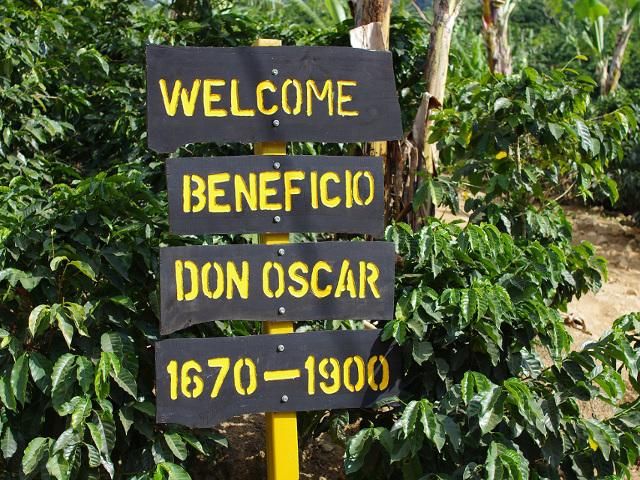 WELCOME
BENEFICIO
DON OSCAR
1670-1900